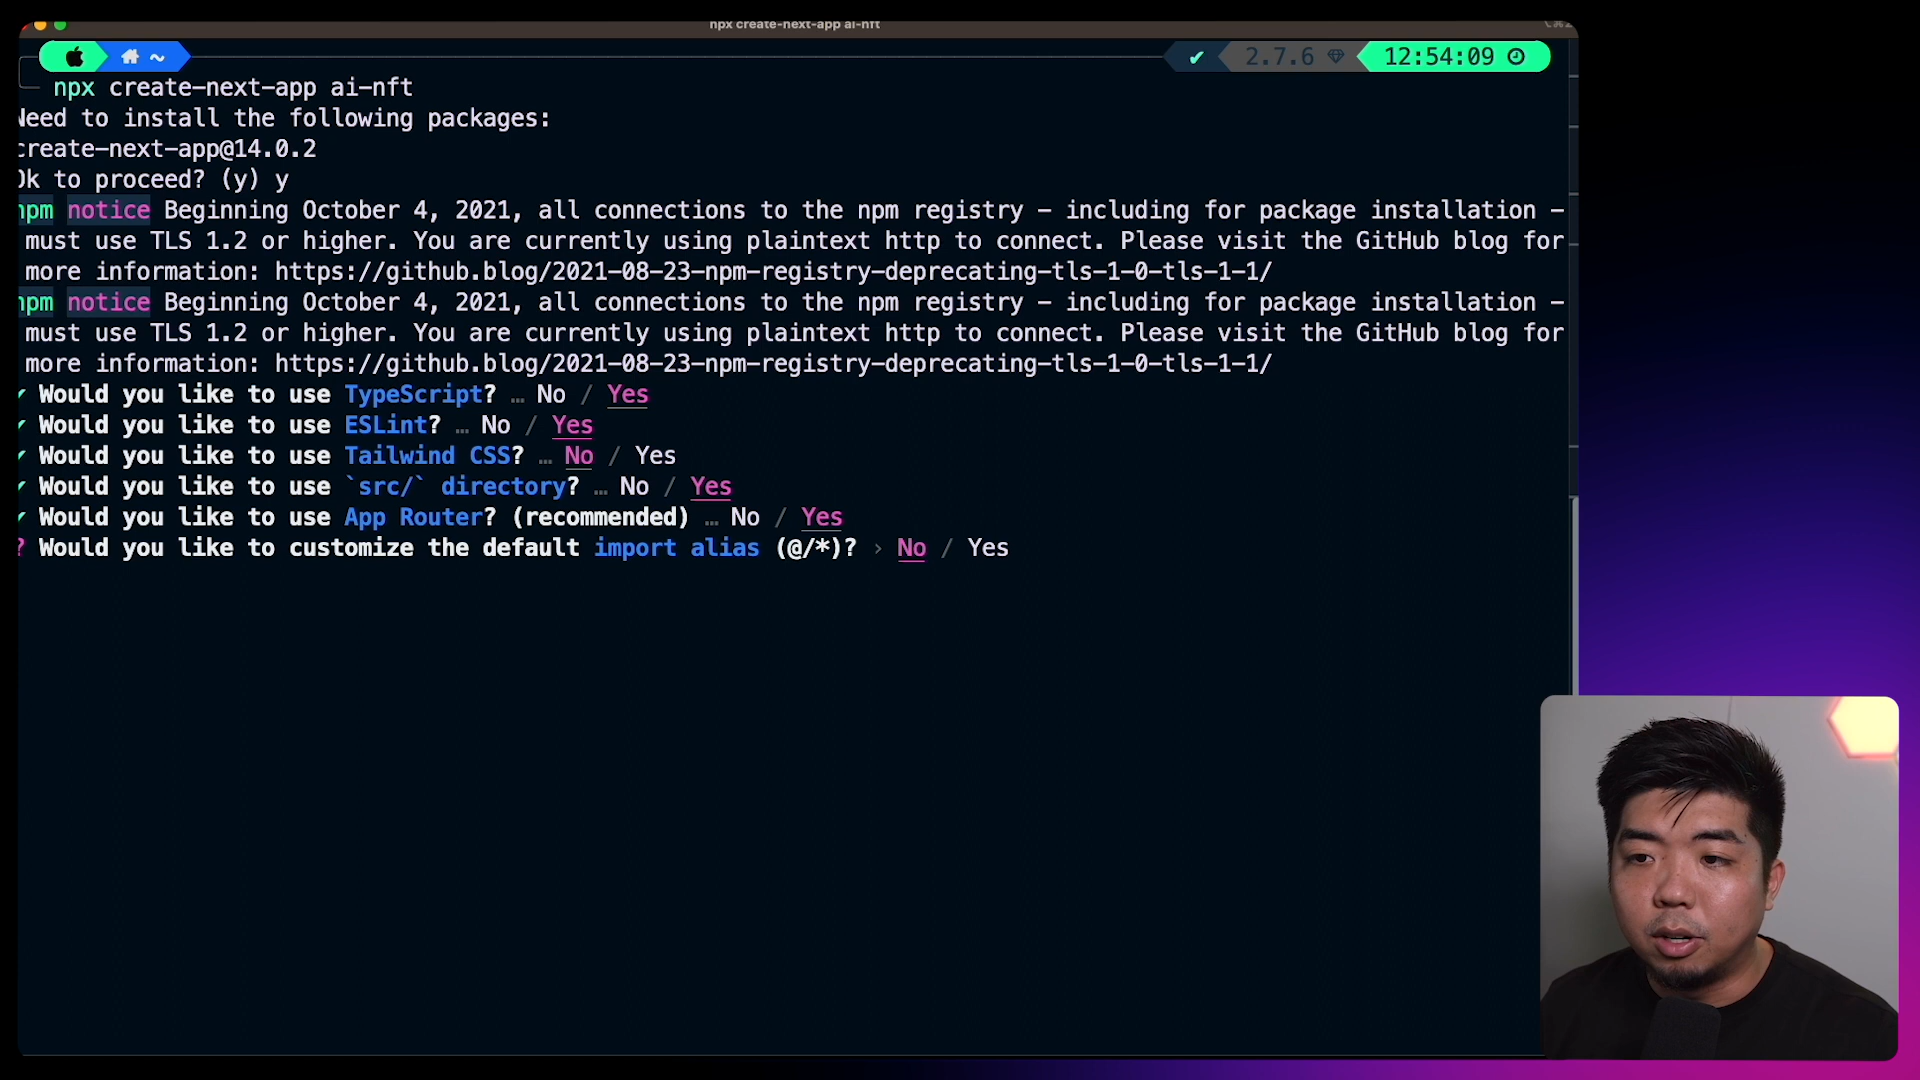 npx create-next-app ai-nft
~ ✔ 2.7.6 12:54:09
npx create-next-app ai-nft
Need to install the following packages:
create-next-app@14.0.2
Ok to proceed? (y) y
npm notice Beginning October 4, 2021, all connections to the npm registry - including for package installation -
must use TLS 1.2 or higher. You are currently using plaintext http to connect. Please visit the GitHub blog for
more information: https://github.blog/2021-08-23-npm-registry-deprecating-tls-1-0-tls-1-1/
npm notice Beginning October 4, 2021, all connections to the npm registry - including for package installation -
must use TLS 1.2 or higher. You are currently using plaintext http to connect. Please visit the GitHub blog for
more information: https://github.blog/2021-08-23-npm-registry-deprecating-tls-1-0-tls-1-1/
✔ Would you like to use TypeScript? … No / Yes
✔ Would you like to use ESLint? … No / Yes
✔ Would you like to use Tailwind CSS? … No / Yes
✔ Would you like to use `src/` directory? … No / Yes
✔ Would you like to use App Router? (recommended) … No / Yes
? Would you like to customize the default import alias (@/*)? › No / Yes